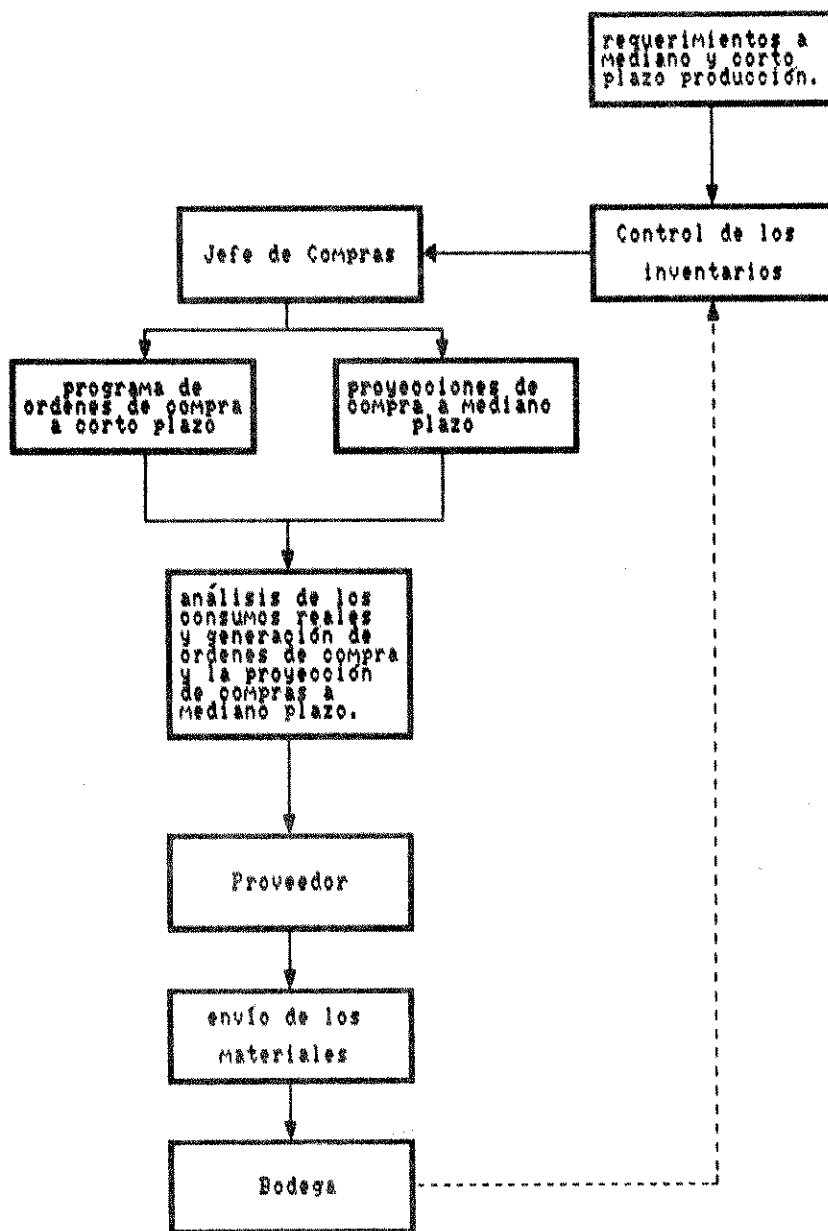 requerimientos a
mediano y corto
plazo producción.
Control de los
inventarios
Jefe de Compras
programa de
ordenes de compra
a corto plazo
proyecciones de
compra a mediano
plazo
análisis de los
consumos reales
y generación de
ordenes de compra
y la proyección
de compras a
mediano plazo.
Proveedor
envío de los
materiales
Bodega